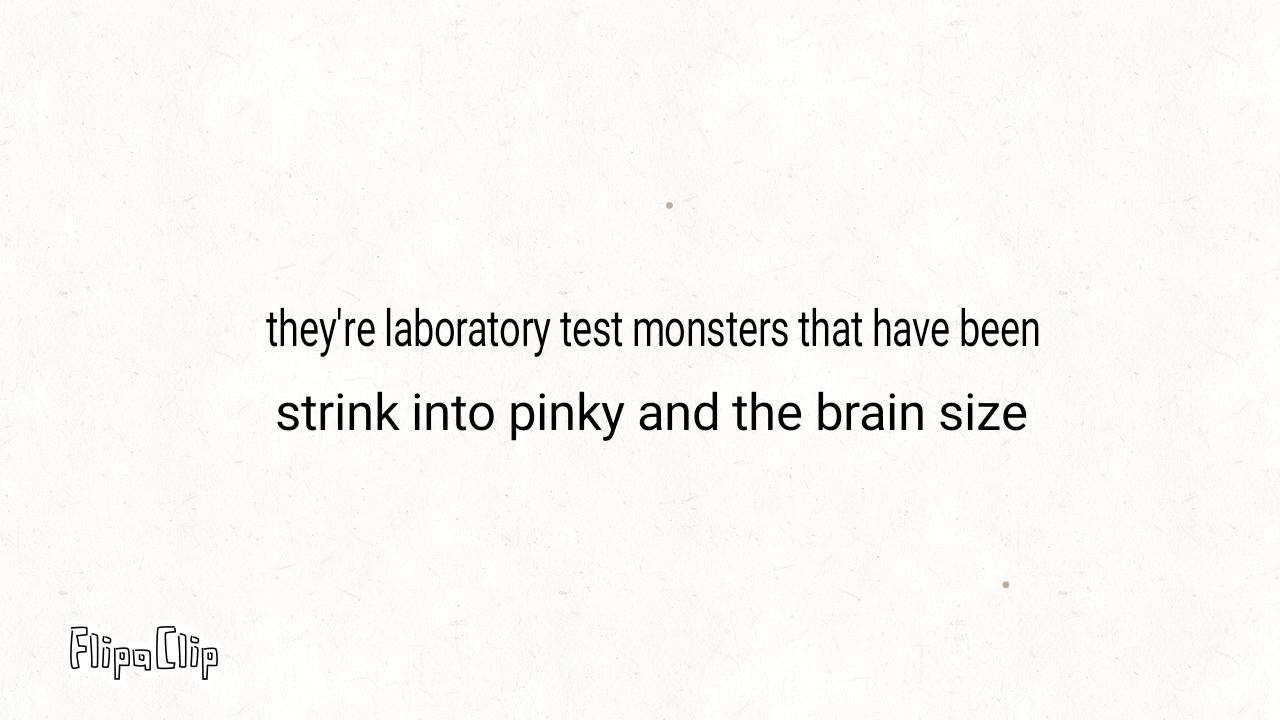 they're laboratory test monsters that have been
strink into pinky and the brain size
FlipaClip